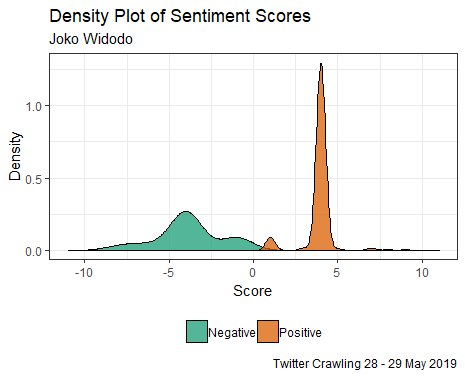 Density Plot of Sentiment Scores
Joko Widodo
Density
1.0
0.5
0.0
-10 -5 0 5 10
Score
Negative Positive
Twitter Crawling 28 - 29 May 2019